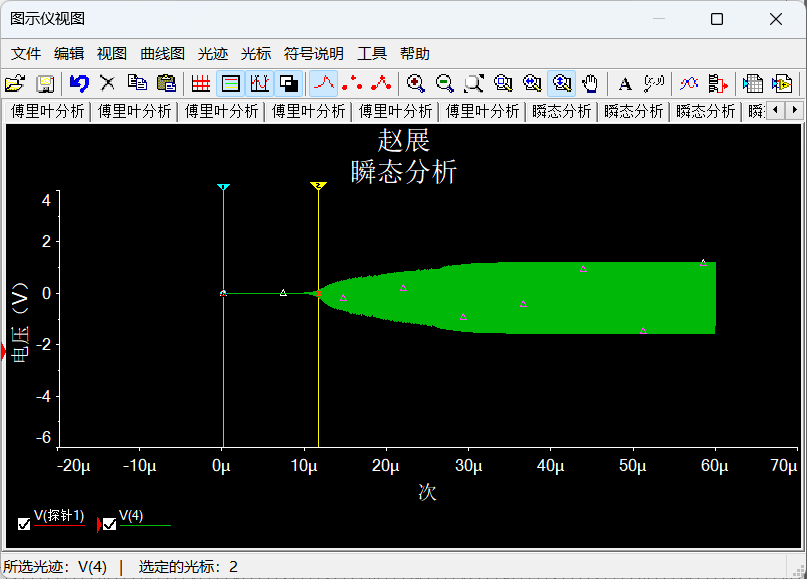 图示仪视图
文件 编辑 视图 曲线图 光迹 光标 符号说明 工具 帮助
A
傅里叶分析 傅里叶分析 傅里叶分析 傅里叶分析 傅里叶分析 傅里叶分析 瞬态分析 瞬态分析 瞬态分析 瞬
赵展
瞬态分析
1 2
4
2
0
-2
-4
-6
电压（V）
-20μ -10μ 0μ 10μ 20μ 30μ 40μ 50μ 60μ 70μ
次
V(探针1) V(4)
所选光迹：V(4) | 选定的光标：2